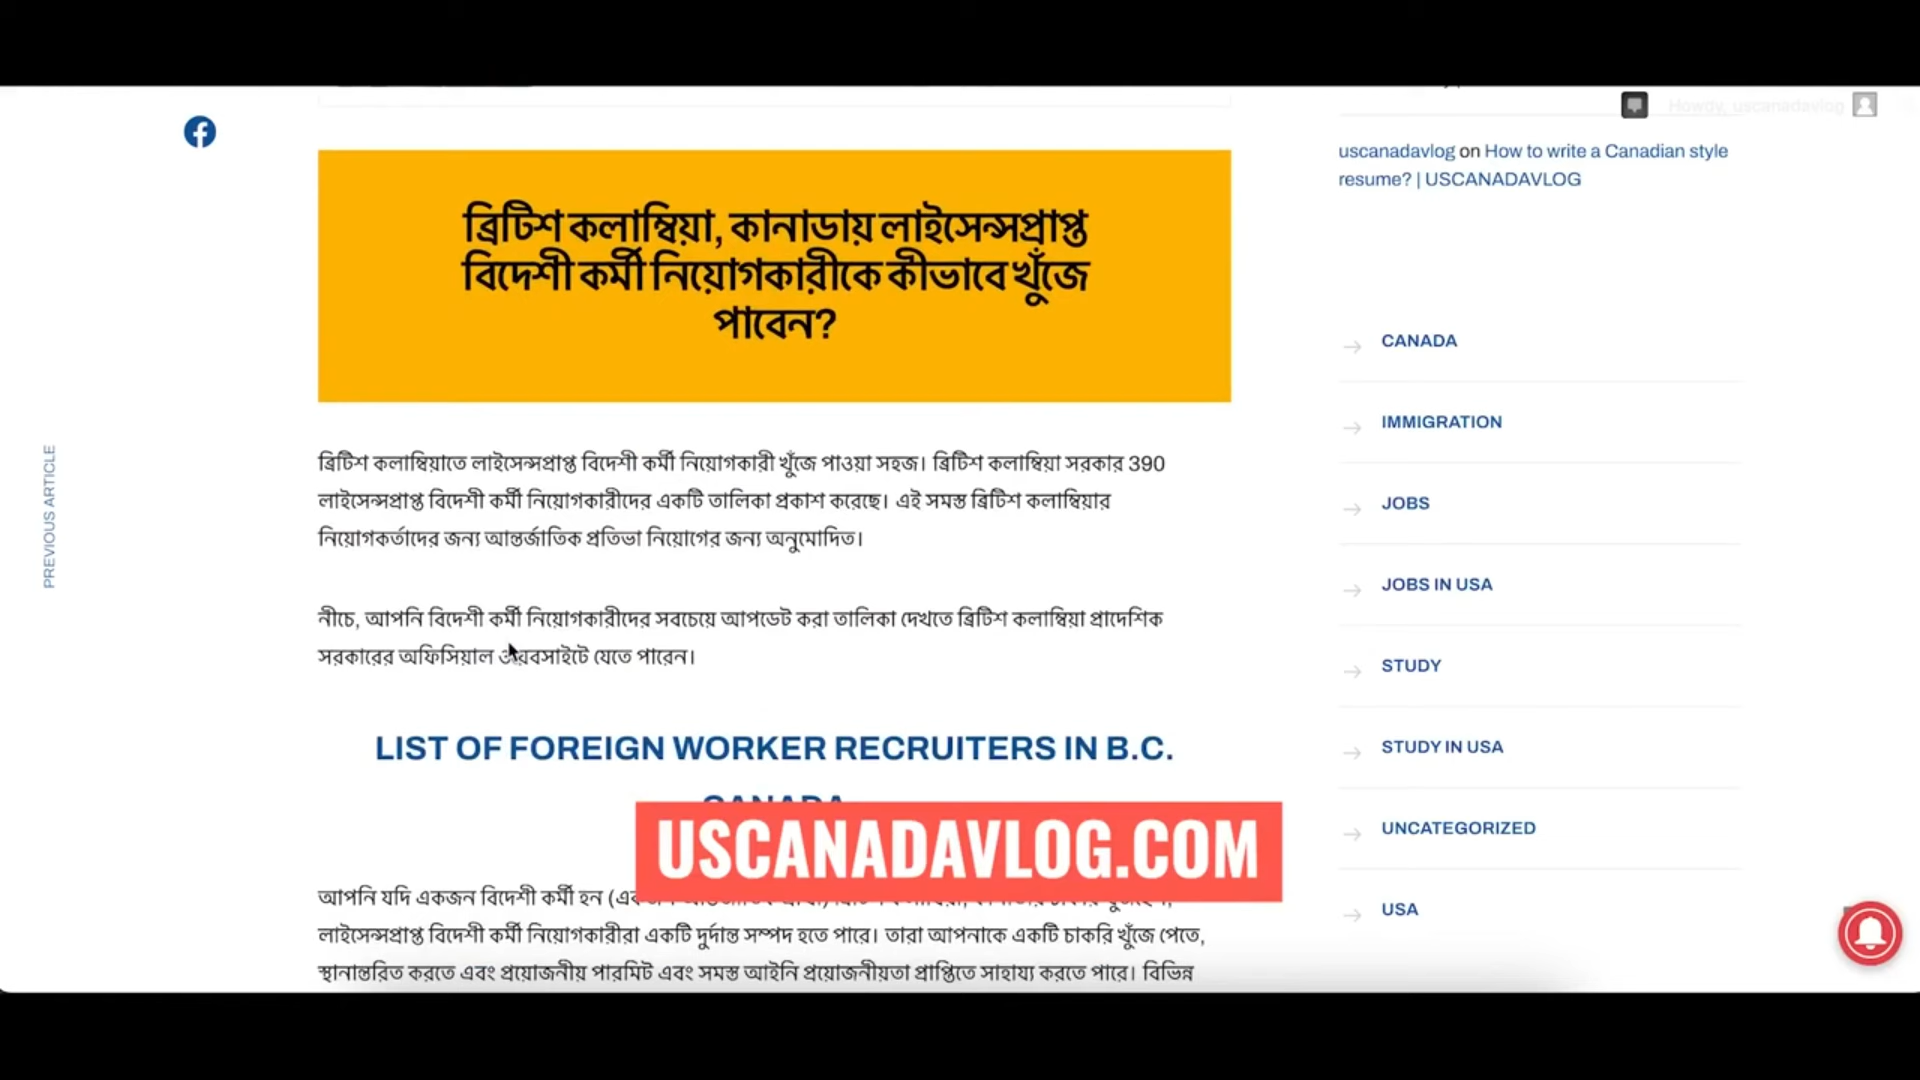 Howdy, uscanadavlog
uscanadavlog on How to write a Canadian style
resume? | USCANADAVLOG
ব্রিটিশ কলাম্বিয়া, কানাডায় লাইসেন্সপ্রাপ্ত
বিদেশী কর্মী নিয়োগকারীকে কীভাবে খুঁজে
পাবেন?
ব্রিটিশ কলাম্বিয়াতে লাইসেন্সপ্রাপ্ত বিদেশী কর্মী নিয়োগকারী খুঁজে পাওয়া সহজ। ব্রিটিশ কলাম্বিয়া সরকার 390
লাইসেন্সপ্রাপ্ত বিদেশী কর্মী নিয়োগকারীদের একটি তালিকা প্রকাশ করেছে। এই সমস্ত ব্রিটিশ কলাম্বিয়ার
নিয়োগকর্তাদের জন্য আন্তর্জাতিক প্রতিভা নিয়োগের জন্য অনুমোদিত।
নীচে, আপনি বিদেশী কর্মী নিয়োগকারীদের সবচেয়ে আপডেট করা তালিকা দেখতে ব্রিটিশ কলাম্বিয়া প্রাদেশিক
সরকারের অফিসিয়াল ওয়েবসাইটে যেতে পারেন।
LIST OF FOREIGN WORKER RECRUITERS IN B.C.
CANADA
USCANADAVLOG.COM
আপনি যদি একজন বিদেশী কর্মী হন
লাইসেন্সপ্রাপ্ত বিদেশী কর্মী নিয়োগকারীরা একটি দুর্দান্ত সম্পদ হতে পারে। তারা আপনাকে একটি চাকরি খুঁজে পেতে,
স্থানান্তরিত করতে এবং প্রয়োজনীয় পারমিট এবং সমস্ত আইনি প্রয়োজনীয়তা প্রাপ্তিতে সাহায্য করতে পারে। বিভিন্ন
PREVIOUS ARTICLE
CANADA
IMMIGRATION
JOBS
JOBS IN USA
STUDY
STUDY IN USA
UNCATEGORIZED
USA